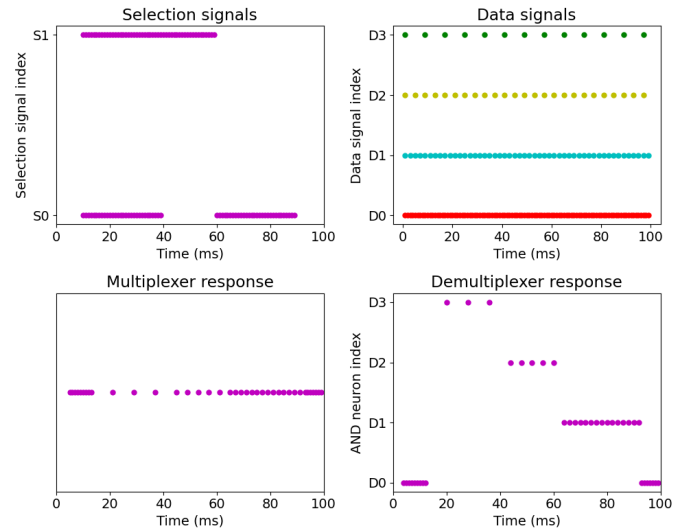 Selection signals
Selection signal index
S1
S0
0 20 40 60 80 100
Time (ms)
Data signals
Data signal index
D3
D2
D1
D0
0 20 40 60 80 100
Time (ms)
Multiplexer response
0 20 40 60 80 100
Time (ms)
Demultiplexer response
AND neuron index
D3
D2
D1
D0
0 20 40 60 80 100
Time (ms)